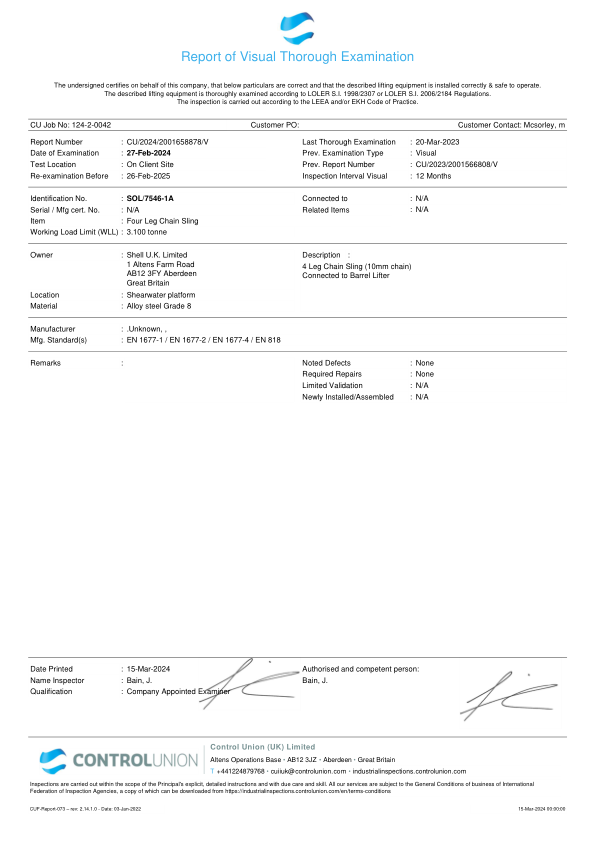 Report of Visual Thorough Examination
The undersigned certifies on behalf of this company, that below particulars are correct and that the described lifting equipment is installed correctly & safe to operate.
The described lifting equipment is thoroughly examined according to LOLER S.I. 1998/2307 or LOLER S.I. 2006/2184 Regulations.
The inspection is carried out according to the LEEA and/or EKH Code of Practice.
CU Job No: 124-2-0042 Customer PO: Customer Contact: Mcsorley, m
Report Number : CU/2024/2001658878/V Last Thorough Examination : 20-Mar-2023
Date of Examination : 27-Feb-2024 Prev. Examination Type : Visual
Test Location : On Client Site Prev. Report Number : CU/2023/2001566808/V
Re-examination Before : 26-Feb-2025 Inspection Interval Visual : 12 Months
Identification No. : SOL/7546-1A Connected to : N/A
Serial / Mfg cert. No. : N/A Related Items : N/A
Item : Four Leg Chain Sling
Working Load Limit (WLL) : 3.100 tonne
Owner : Shell U.K. Limited Description :
1 Altens Farm Road 4 Leg Chain Sling (10mm chain)
AB12 3FY Aberdeen Connected to Barrel Lifter
Great Britain
Location : Shearwater platform
Material : Alloy steel Grade 8
Manufacturer : .Unknown, ,
Mfg. Standard(s) : EN 1677-1 / EN 1677-2 / EN 1677-4 / EN 818
Remarks : Noted Defects : None
Required Repairs : None
Limited Validation : N/A
Newly Installed/Assembled : N/A
Date Printed : 15-Mar-2024 Authorised and competent person:
Name Inspector : Bain, J. Bain, J.
Qualification : Company Appointed Examiner
CONTROLUNION
Control Union (UK) Limited
Altens Operations Base · AB12 3JZ · Aberdeen · Great Britain
T +441224879768 · cuiiuk@controlunion.com · industrialinspections.controlunion.com
Inspections are carried out within the scope of the Principal's explicit, detailed instructions and with due care and skill. All our services are subject to the General Conditions of business of International
Federation of Inspection Agencies, a copy of which can be downloaded from https://industrialinspections.controlunion.com/en/terms-conditions
CUF-Report-073 – rev: 2.14.1.0 - Date: 03-Jun-2022 15-Mar-2024 00:00:00